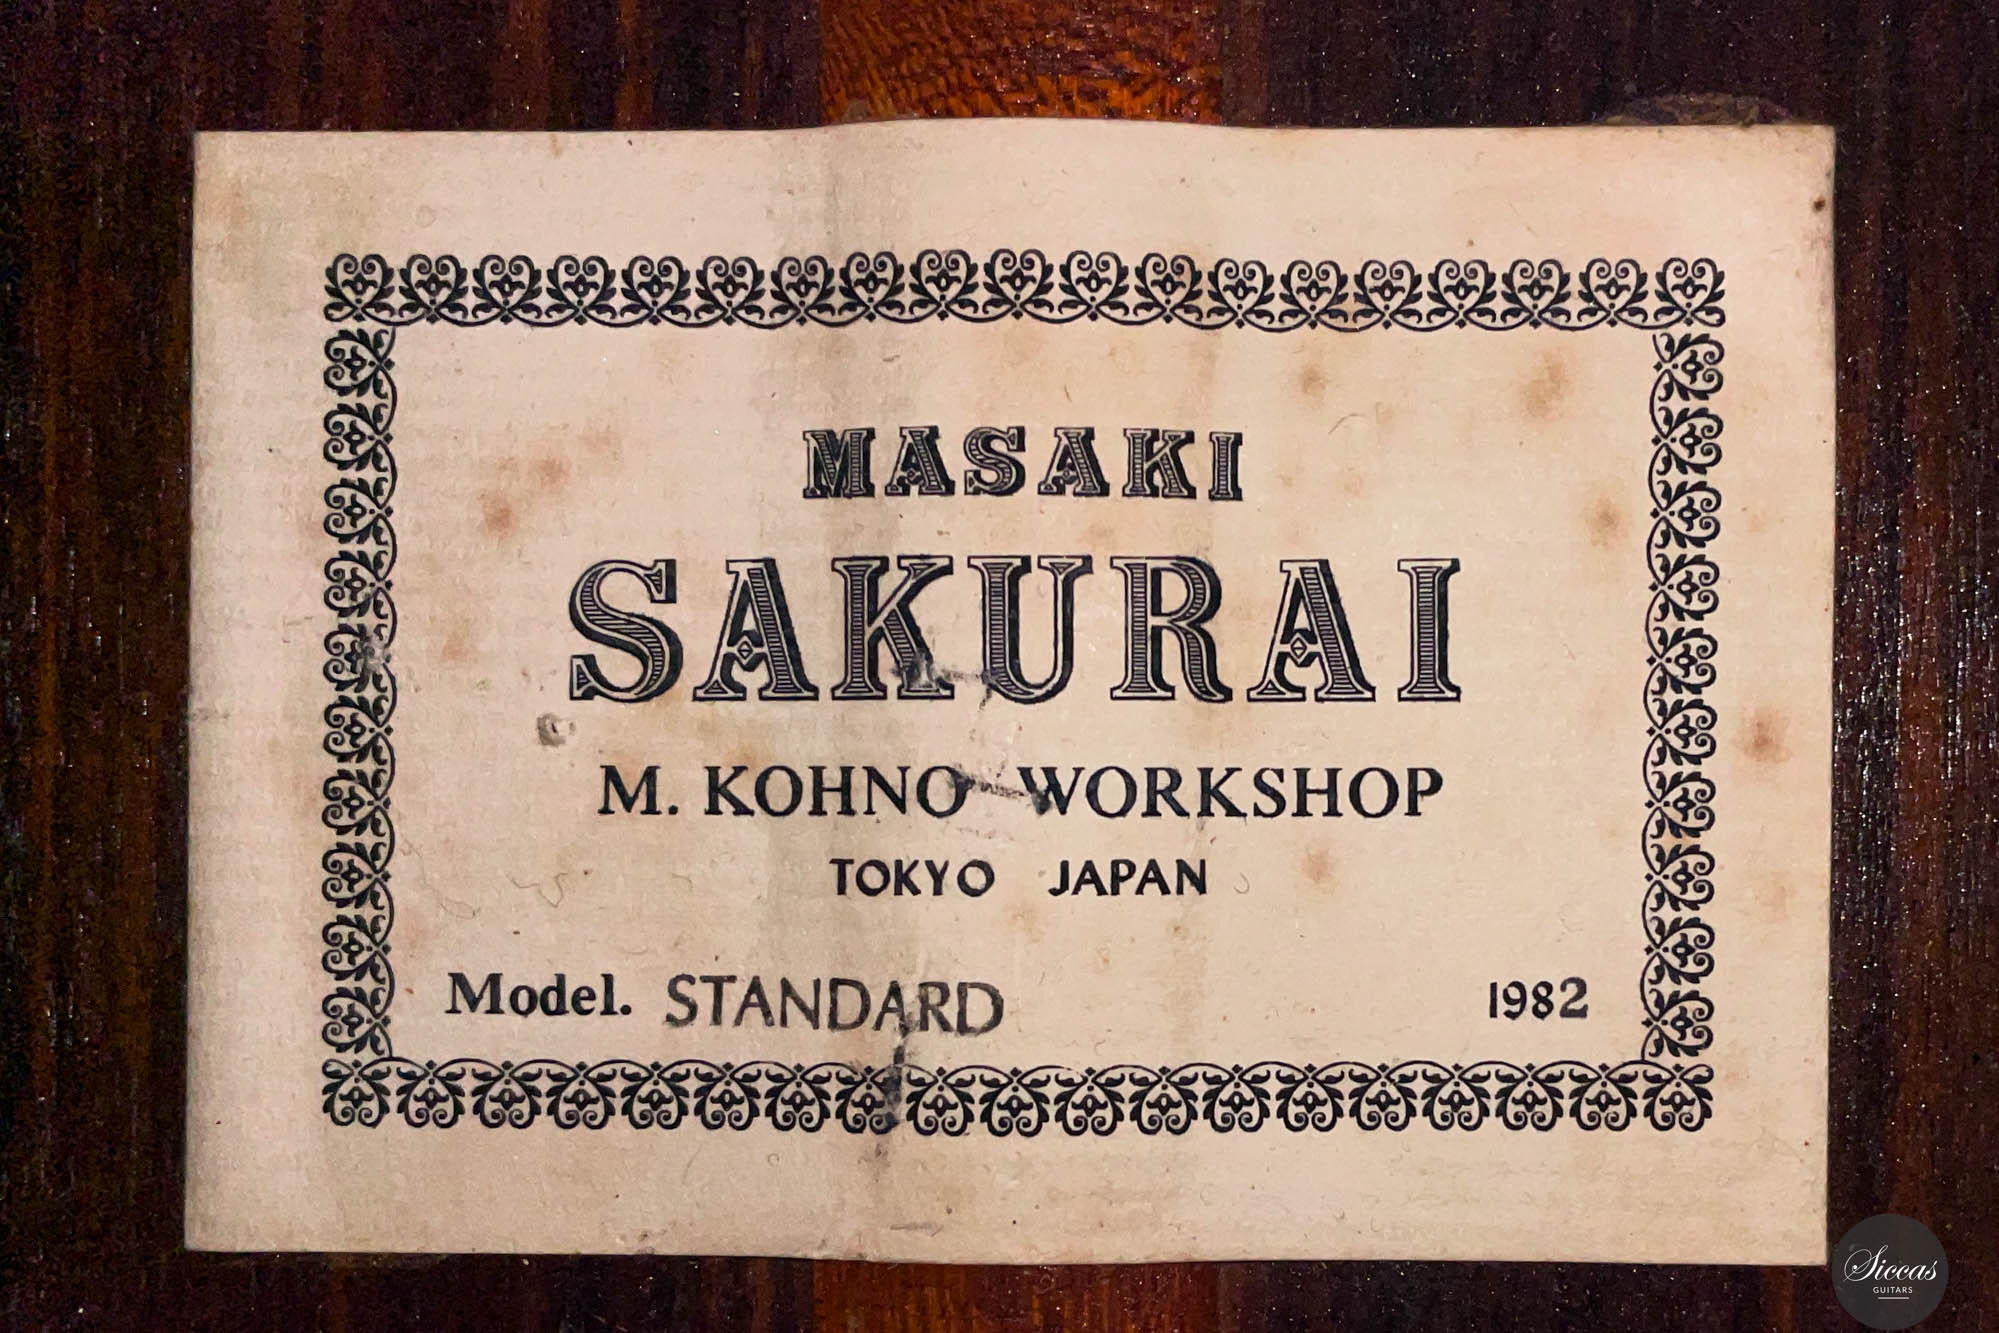 MASAKI
SAKURAI
M. KOHNO WORKSHOP
TOKYO JAPAN
Model. STANDARD 1982
Siccas
GUITARS